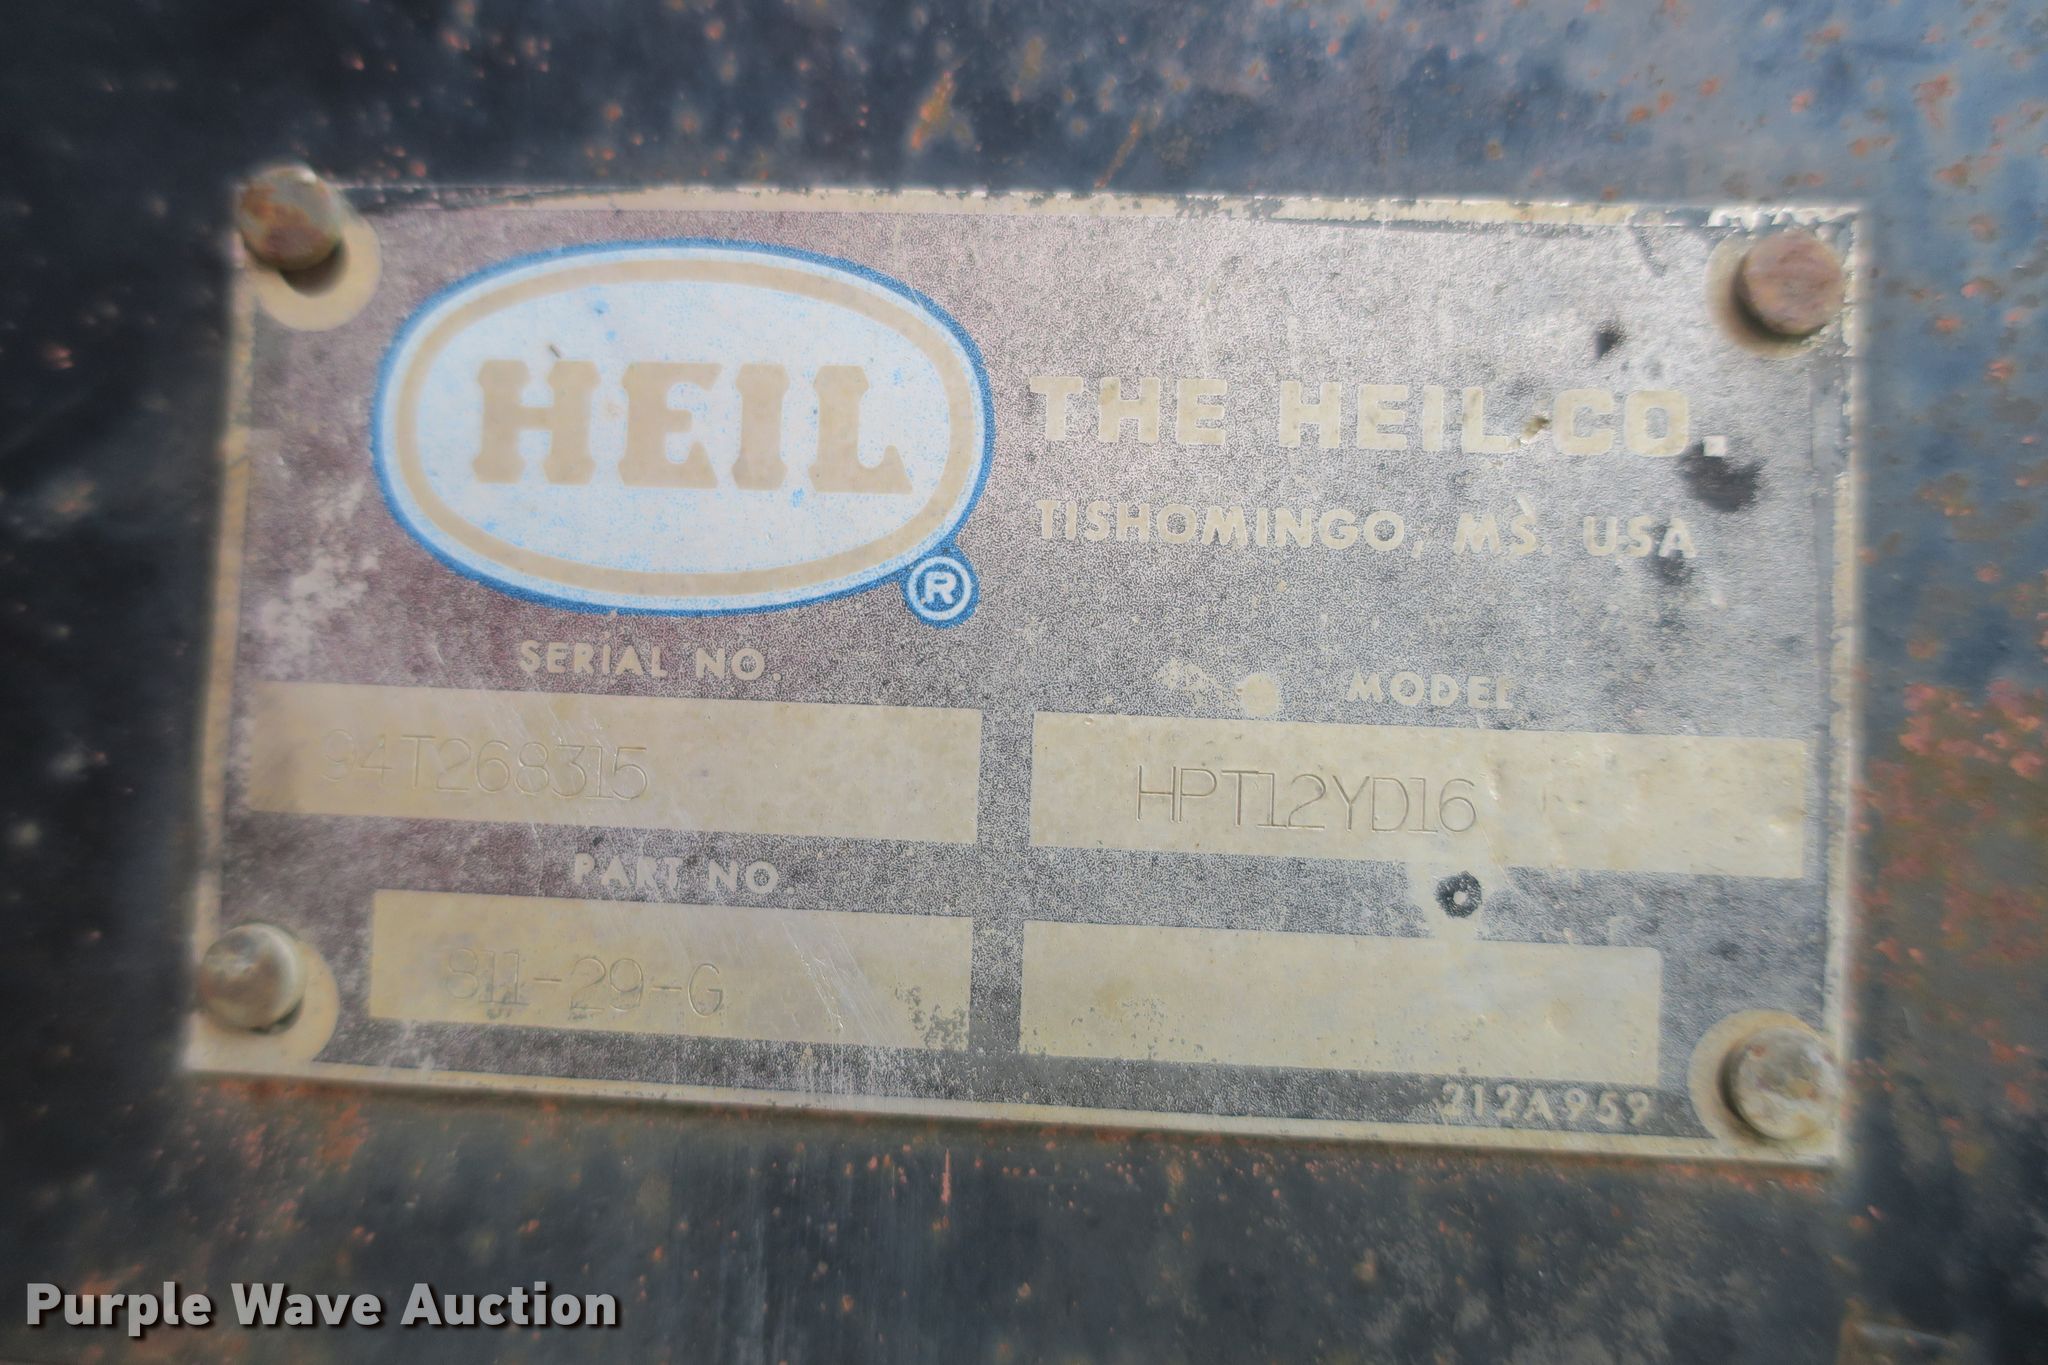 HEIL
®
THE HEIL CO.
TISHOMINGO, MS. USA
SERIAL NO.
MODEL
94T268315
HPT12YD16
PART NO.
811-29-G
212A959
Purple Wave Auction